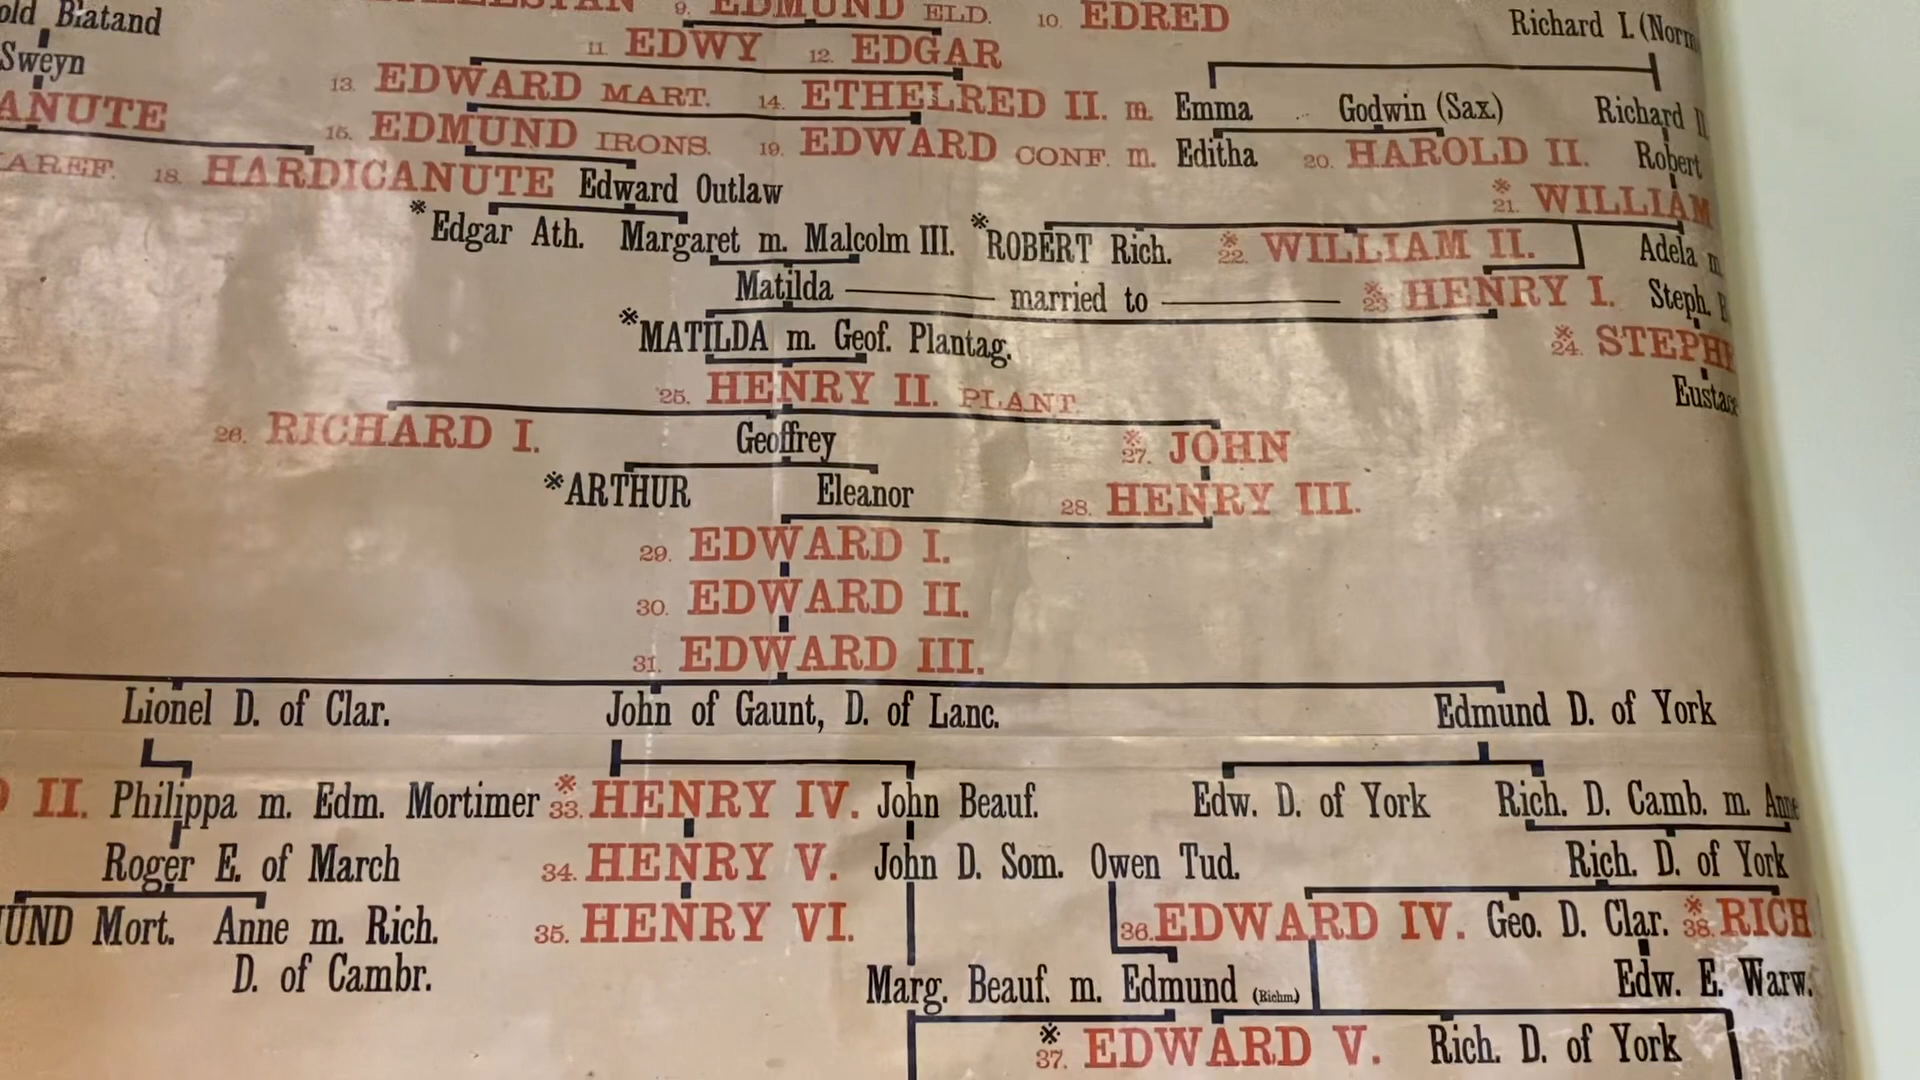 9. EDMUND ELD. 10. EDRED
old Blatand 11. EDWY 12. EDGAR Richard I. (Norm
Sweyn 13. EDWARD MART. 14. ETHELRED II. m. Emma Godwin (Sax.) Richard II
ANUTE 15. EDMUND IRONS. 19. EDWARD CONF. m. Editha 20. HAROLD II. Robert
AREF. 18. HARDICANUTE Edward Outlaw ※ 21. WILLIAM
※Edgar Ath. Margaret m. Malcolm III. ※ROBERT Rich. ※ 22. WILLIAM II. Adela m.
Matilda married to ※ 23. HENRY I. Steph. B
※MATILDA m. Geof. Plantag. ※ 24. STEPH
25. HENRY II. PLANT. Eustac
26. RICHARD I. Geoffrey ※ 27. JOHN
※ARTHUR Eleanor 28. HENRY III.
29. EDWARD I.
30. EDWARD II.
31. EDWARD III.
Lionel D. of Clar. John of Gaunt, D. of Lanc. Edmund D. of York
D II. Philippa m. Edm. Mortimer ※ 33. HENRY IV. John Beauf. Edw. D. of York Rich. D. Camb. m. Anne
Roger E. of March 34. HENRY V. John D. Som. Owen Tud. Rich. D. of York
MUND Mort. Anne m. Rich. 35. HENRY VI. 36. EDWARD IV. Geo. D. Clar. ※ 38. RICH
D. of Cambr. Marg. Beauf. m. Edmund (Richm) Edw. E. Warw.
※ 37. EDWARD V. Rich. D. of York